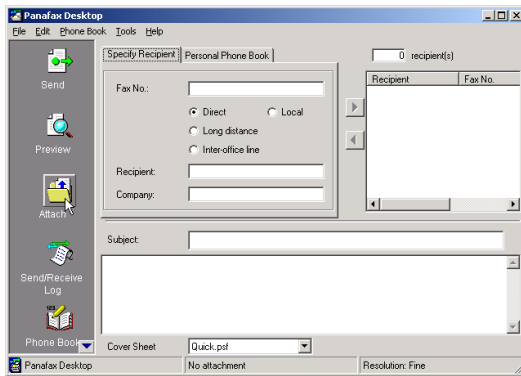 Panafax Desktop
File Edit Phone Book Tools Help
Send
Preview
Attach
Send/Receive
Log
Phone Book
Specify Recipient Personal Phone Book
Fax No.:
Direct Local
Long distance
Inter-office line
Recipient:
Company:
0 recipient(s)
Recipient Fax No.
Subject:
Cover Sheet Quick.psf
Panafax Desktop No attachment Resolution: Fine